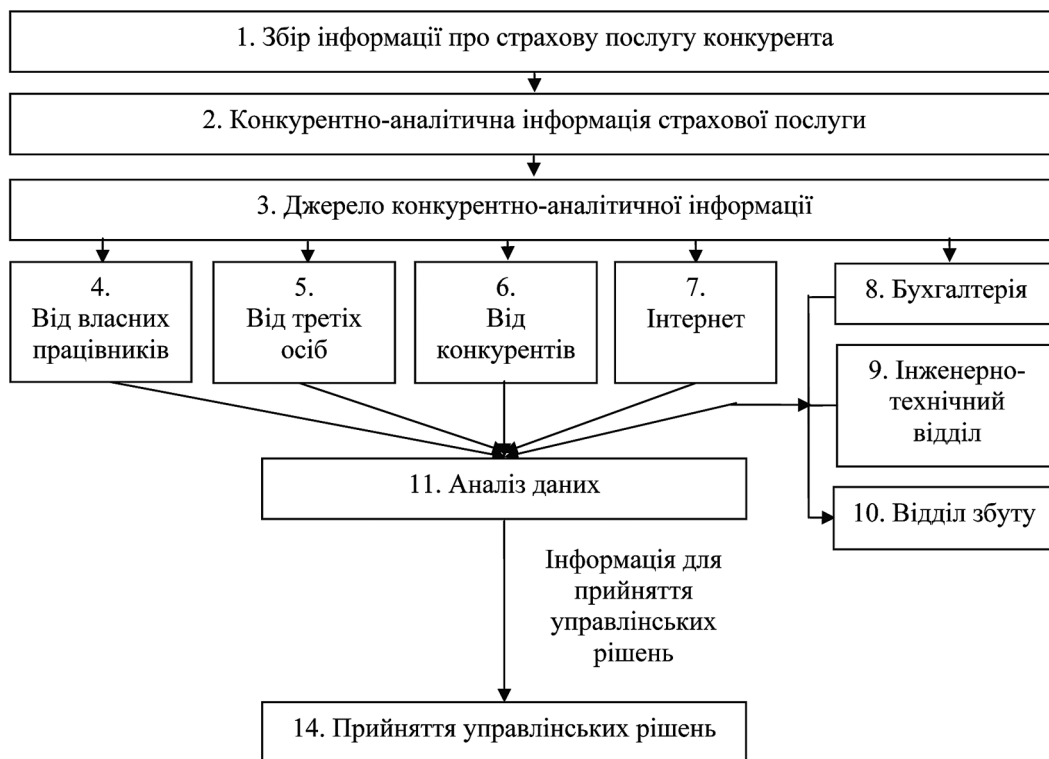 1. Збір інформації про страхову послугу конкурента
2. Конкурентно-аналітична інформація страхової послуги
3. Джерело конкурентно-аналітичної інформації
4.
Від власних
працівників
5.
Від третіх
осіб
6.
Від
конкурентів
7.
Інтернет
8. Бухгалтерія
9. Інженерно-
технічний
відділ
10. Відділ збуту
11. Аналіз даних
Інформація для
прийняття
управлінських
рішень
14. Прийняття управлінських рішень